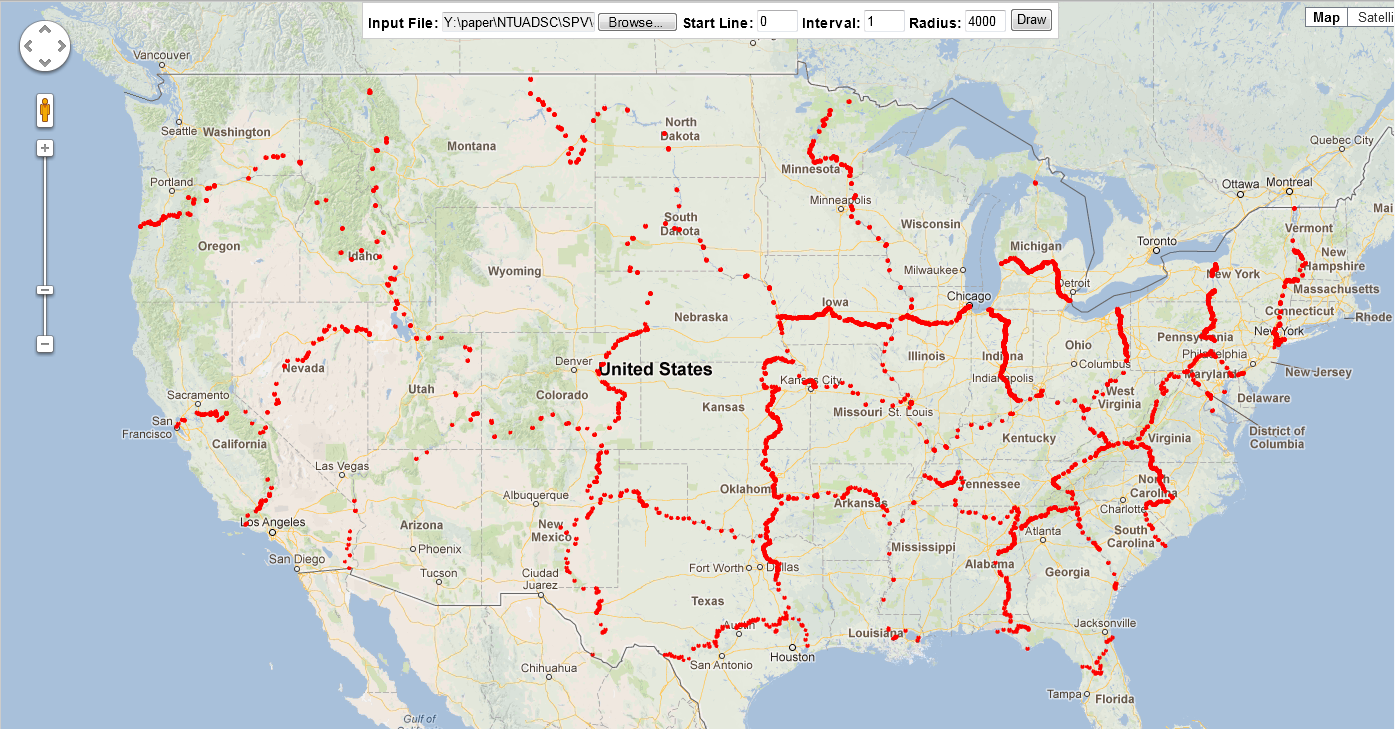 Input File: Y:\paper\NTUADSC\SPV\ Browse... Start Line: 0 Interval: 1 Radius: 4000 Draw
Map Satelli
Vancouver
Seattle
Washington
North
Dakota
Montana
Quebec City
Minnesota
Portland
Ottawa
Montreal
Minneapolis
Mai
South
Dakota
Wisconsin
Vermont
Oregon
Michigan
Toronto
Idaho
New
Hampshire
Wyoming
Milwaukee
New York
Detroit
Massachusetts
Chicago
Iowa
Connecticut
Nebraska
Rhode
New York
Pennsylvania
Ohio
Illinois
Indiana
Philadelphia
Denver
United States
Nevada
Columbus
New Jersey
Maryland
Indianapolis
Kansas City
Utah
Colorado
West
Virginia
Sacramento
Delaware
Kansas
Missouri
St. Louis
San
Francisco
California
Kentucky
Virginia
District of
Columbia
Las Vegas
North
Carolina
Tennessee
Oklahoma
Albuquerque
Arkansas
Charlotte
Los Angeles
Arizona
New
Mexico
Atlanta
South
Carolina
Phoenix
Mississippi
San Diego
Fort Worth
Dallas
Alabama
Georgia
Tucson
Ciudad
Juarez
Texas
Austin
Louisiana
Jacksonville
Houston
San Antonio
Chihuahua
Tampa
Florida
Gulf of